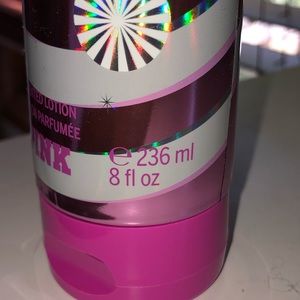 LOTION
PARFUMÉE
e 236 ml
8 fl oz